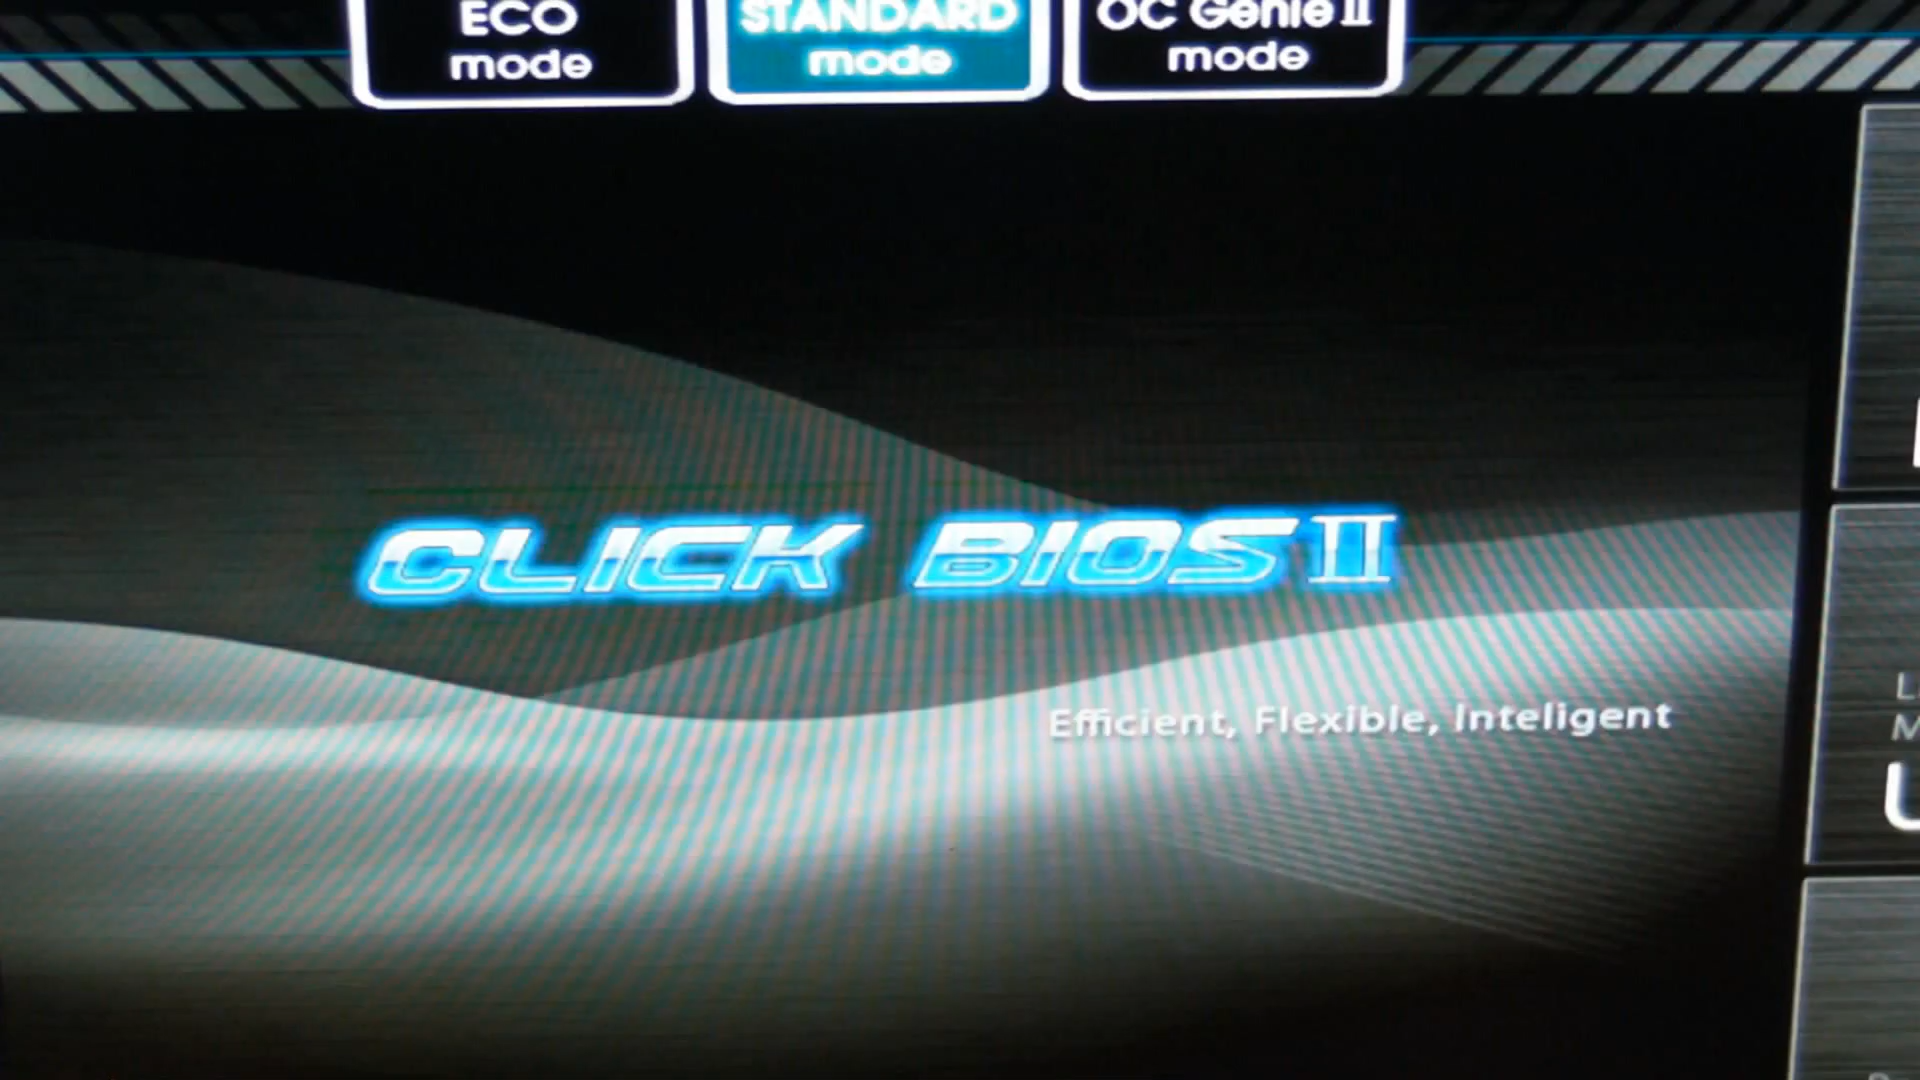 ECO
mode
STANDARD
mode
OC Genie II
mode
CLICK BIOS II
Efficient, Flexible, Inteligent